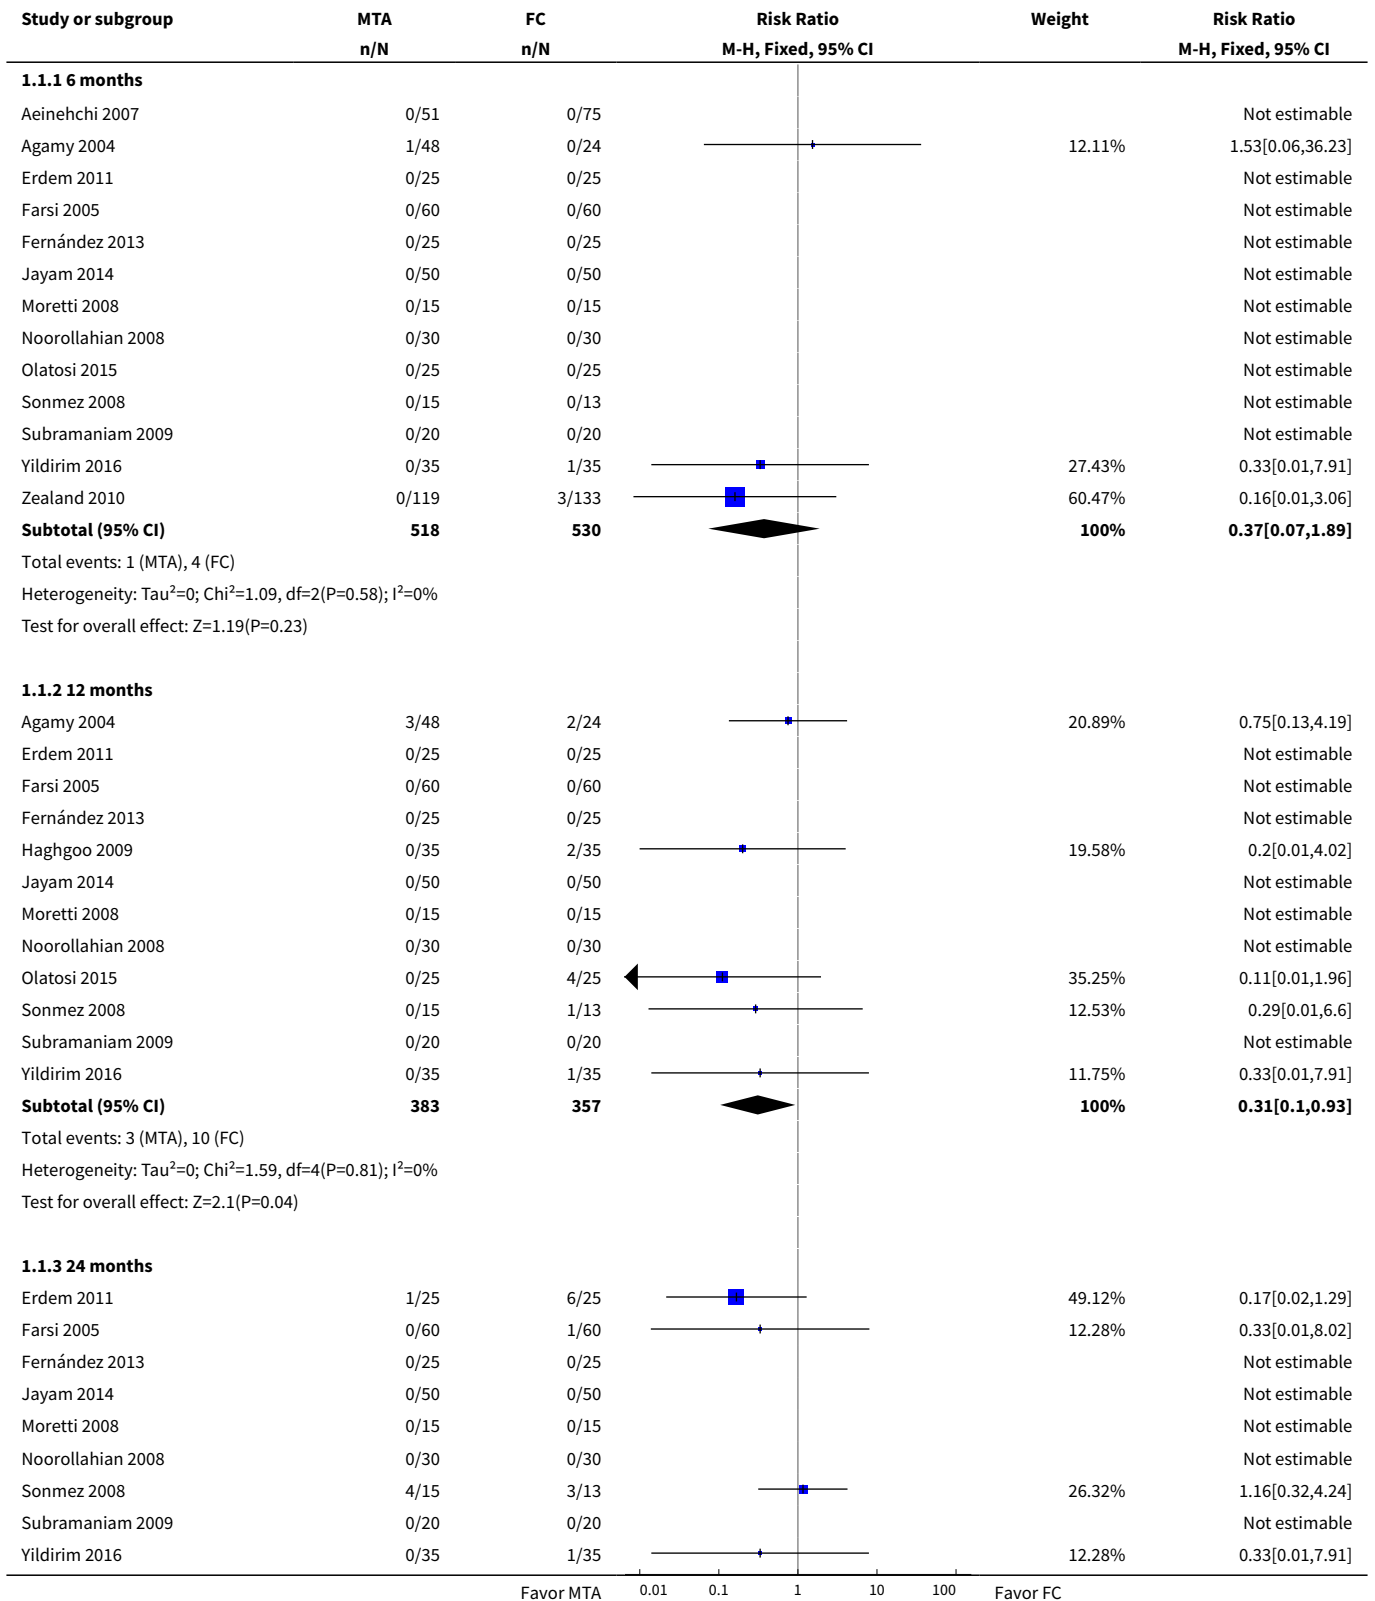 Study or subgroup MTA FC Risk Ratio Weight Risk Ratio
n/N n/N M-H, Fixed, 95% CI M-H, Fixed, 95% CI
1.1.1 6 months
Aeinehchi 2007 0/51 0/75 Not estimable
Agamy 2004 1/48 0/24 12.11% 1.53[0.06,36.23]
Erdem 2011 0/25 0/25 Not estimable
Farsi 2005 0/60 0/60 Not estimable
Fernández 2013 0/25 0/25 Not estimable
Jayam 2014 0/50 0/50 Not estimable
Moretti 2008 0/15 0/15 Not estimable
Noorollahian 2008 0/30 0/30 Not estimable
Olatosi 2015 0/25 0/25 Not estimable
Sonmez 2008 0/15 0/13 Not estimable
Subramaniam 2009 0/20 0/20 Not estimable
Yildirim 2016 0/35 1/35 27.43% 0.33[0.01,7.91]
Zealand 2010 0/119 3/133 60.47% 0.16[0.01,3.06]
Subtotal (95% CI) 518 530 100% 0.37[0.07,1.89]
Total events: 1 (MTA), 4 (FC)
Heterogeneity: Tau²=0; Chi²=1.09, df=2(P=0.58); I²=0%
Test for overall effect: Z=1.19(P=0.23)
1.1.2 12 months
Agamy 2004 3/48 2/24 20.89% 0.75[0.13,4.19]
Erdem 2011 0/25 0/25 Not estimable
Farsi 2005 0/60 0/60 Not estimable
Fernández 2013 0/25 0/25 Not estimable
Haghgoo 2009 0/35 2/35 19.58% 0.2[0.01,4.02]
Jayam 2014 0/50 0/50 Not estimable
Moretti 2008 0/15 0/15 Not estimable
Noorollahian 2008 0/30 0/30 Not estimable
Olatosi 2015 0/25 4/25 35.25% 0.11[0.01,1.96]
Sonmez 2008 0/15 1/13 12.53% 0.29[0.01,6.6]
Subramaniam 2009 0/20 0/20 Not estimable
Yildirim 2016 0/35 1/35 11.75% 0.33[0.01,7.91]
Subtotal (95% CI) 383 357 100% 0.31[0.1,0.93]
Total events: 3 (MTA), 10 (FC)
Heterogeneity: Tau²=0; Chi²=1.59, df=4(P=0.81); I²=0%
Test for overall effect: Z=2.1(P=0.04)
1.1.3 24 months
Erdem 2011 1/25 6/25 49.12% 0.17[0.02,1.29]
Farsi 2005 0/60 1/60 12.28% 0.33[0.01,8.02]
Fernández 2013 0/25 0/25 Not estimable
Jayam 2014 0/50 0/50 Not estimable
Moretti 2008 0/15 0/15 Not estimable
Noorollahian 2008 0/30 0/30 Not estimable
Sonmez 2008 4/15 3/13 26.32% 1.16[0.32,4.24]
Subramaniam 2009 0/20 0/20 Not estimable
Yildirim 2016 0/35 1/35 12.28% 0.33[0.01,7.91]
Favor MTA 0.01 0.1 1 10 100 Favor FC